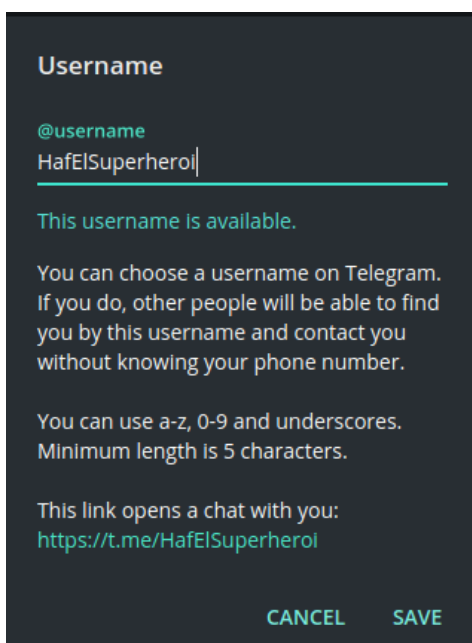 Username
@username
HafElSuperheroi
This username is available.
You can choose a username on Telegram.
If you do, other people will be able to find
you by this username and contact you
without knowing your phone number.
You can use a-z, 0-9 and underscores.
Minimum length is 5 characters.
This link opens a chat with you:
https://t.me/HafElSuperheroi
CANCEL SAVE